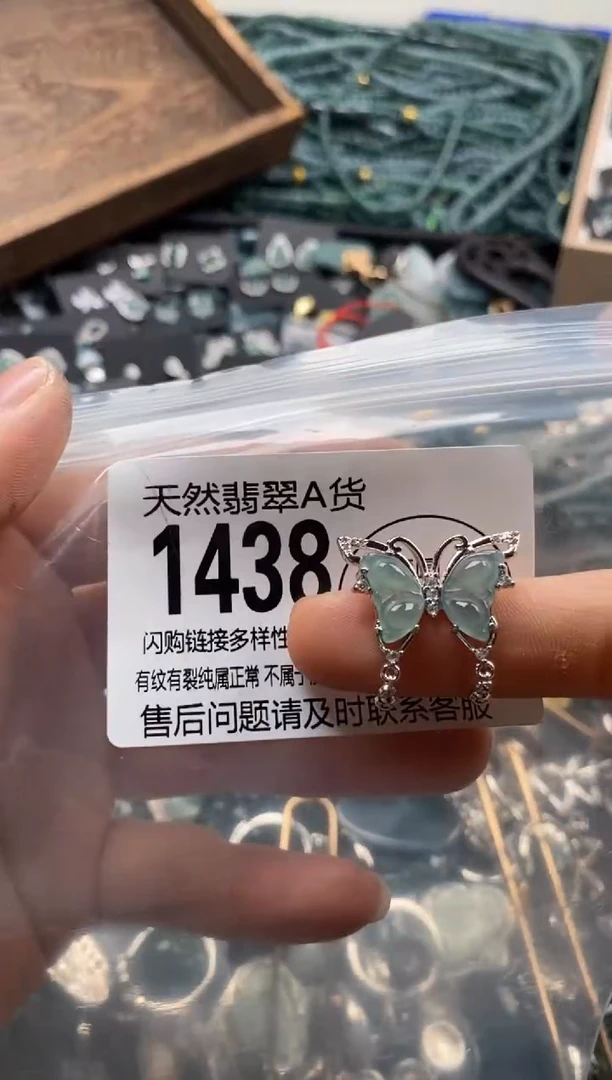 天然翡翠A货
1438
闪购链接多样性
有纹有裂纯属正常 不属于
售后问题请及时联系客服